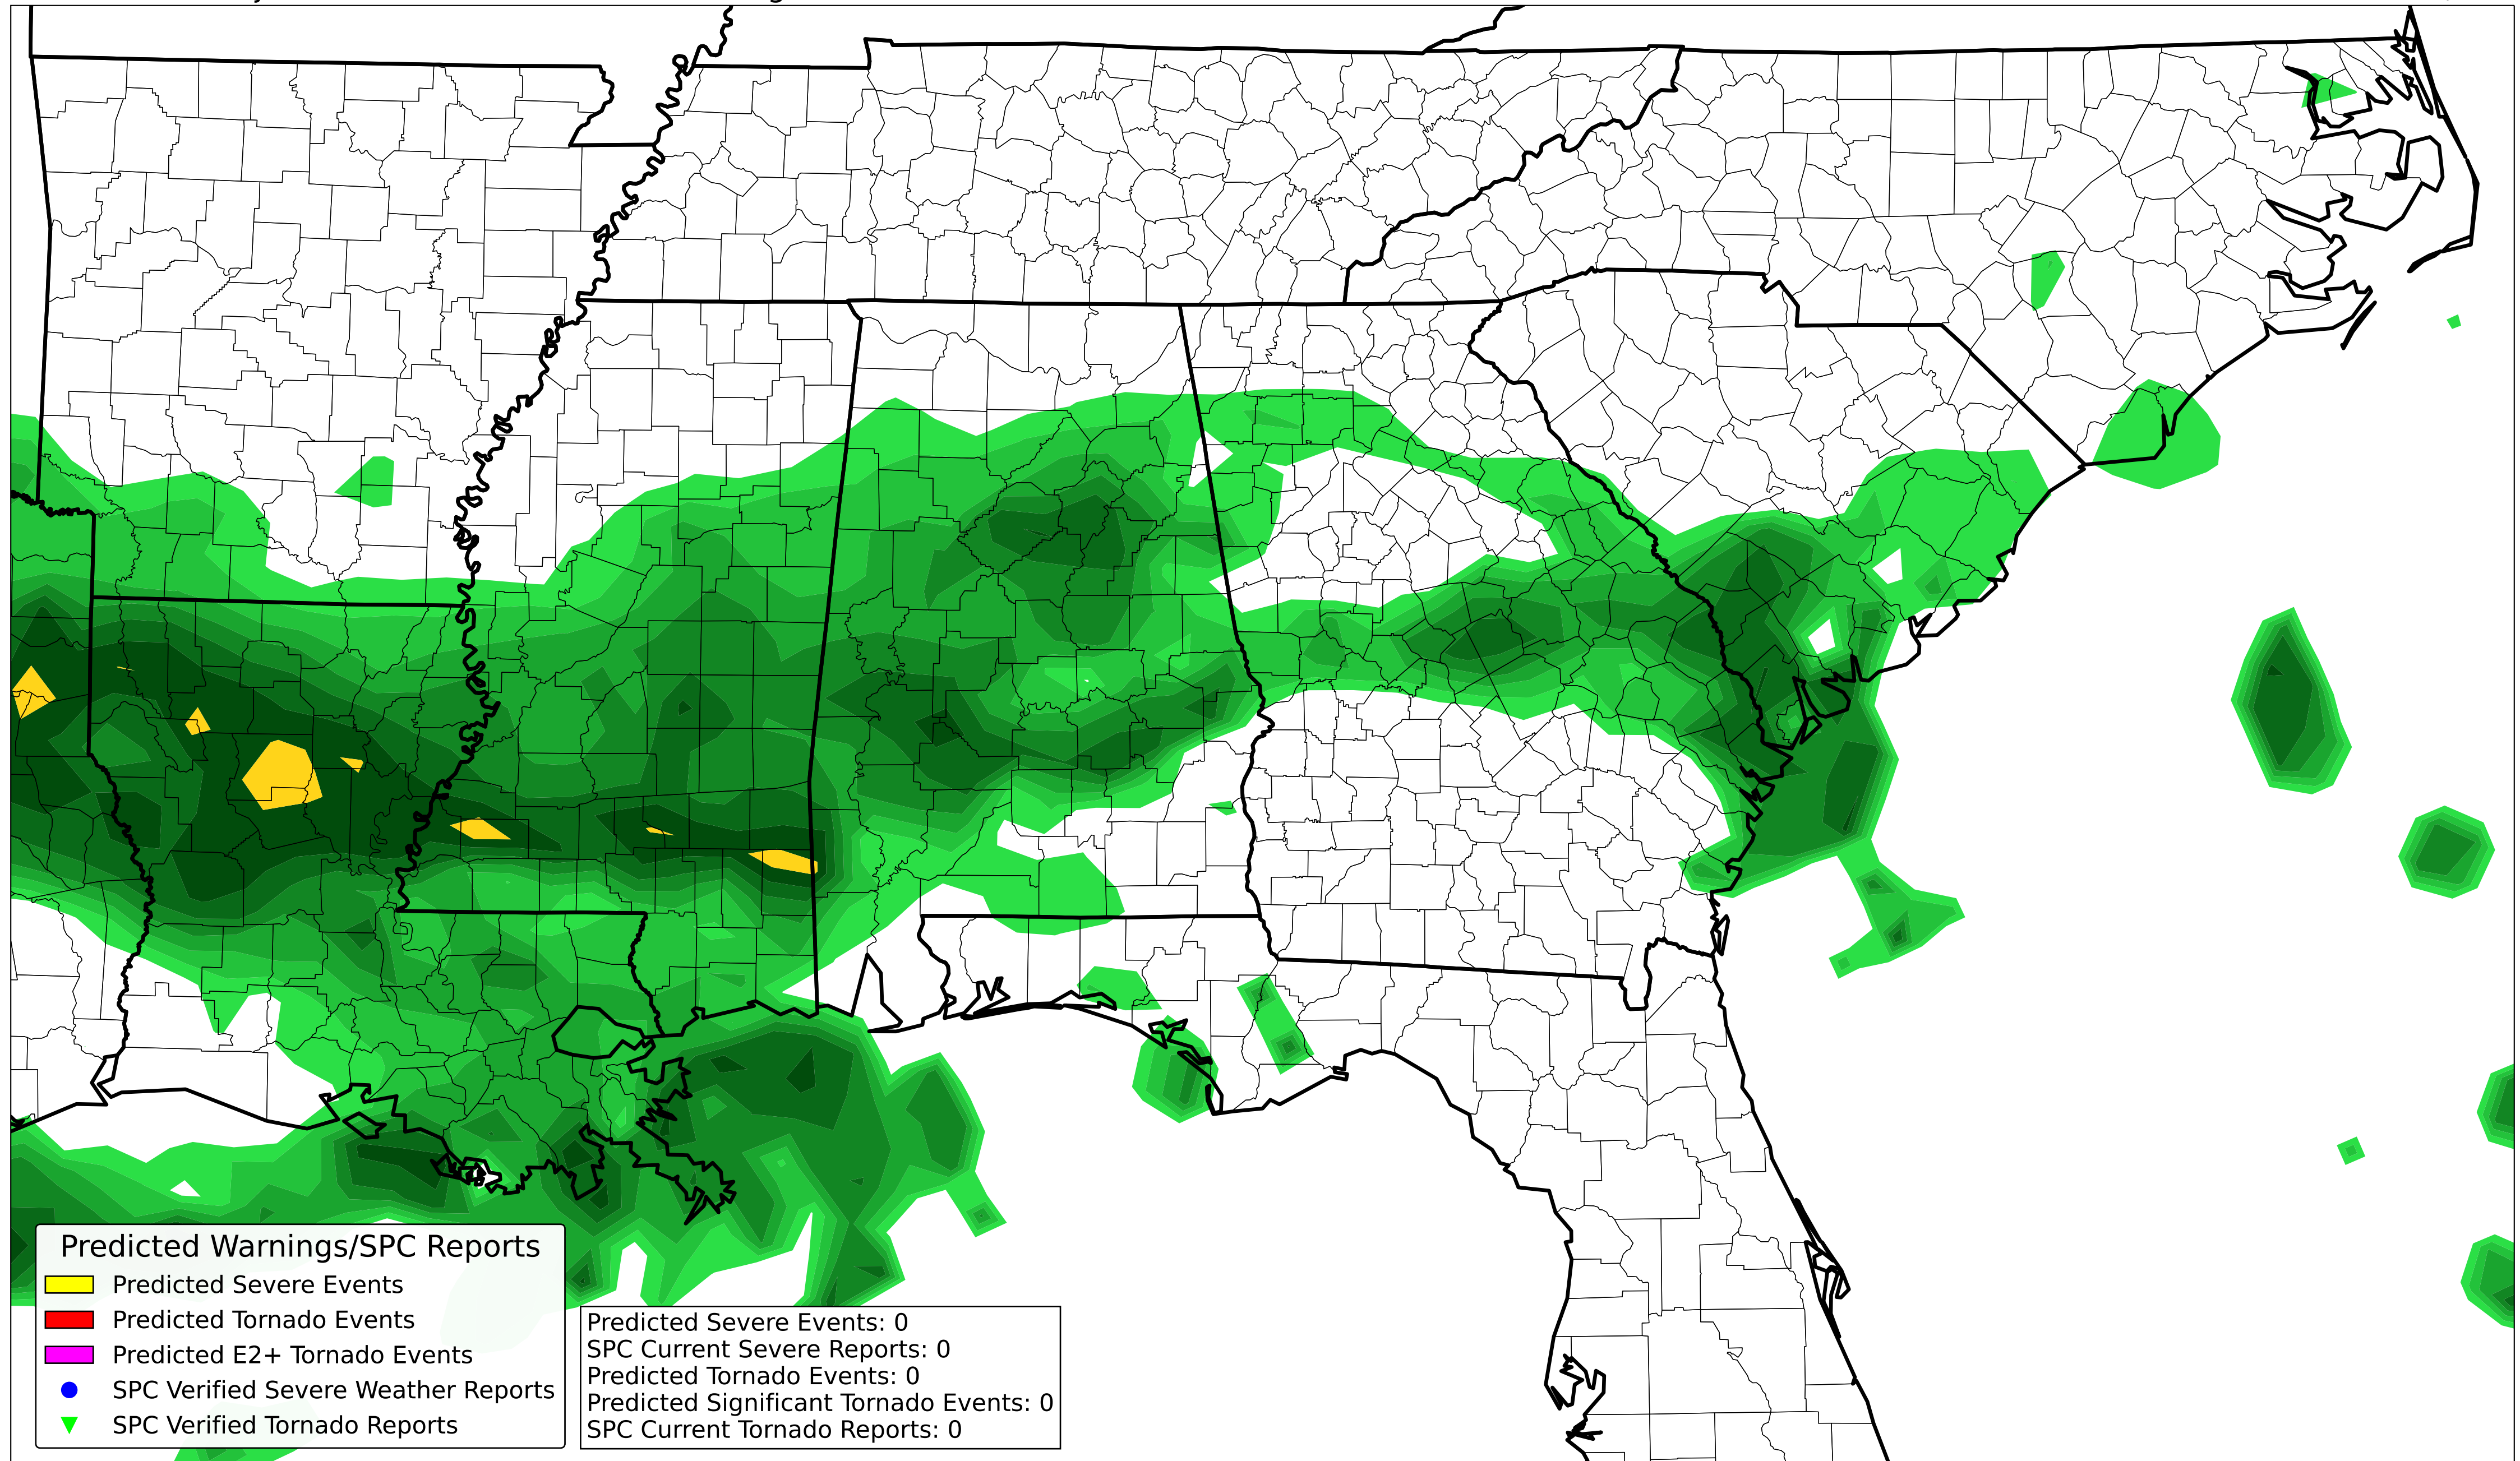 Predicted Warnings/SPC Reports
Predicted Severe Events
Predicted Tornado Events
Predicted E2+ Tornado Events
SPC Verified Severe Weather Reports
SPC Verified Tornado Reports
Predicted Severe Events: 0
SPC Current Severe Reports: 0
Predicted Tornado Events: 0
Predicted Significant Tornado Events: 0
SPC Current Tornado Reports: 0